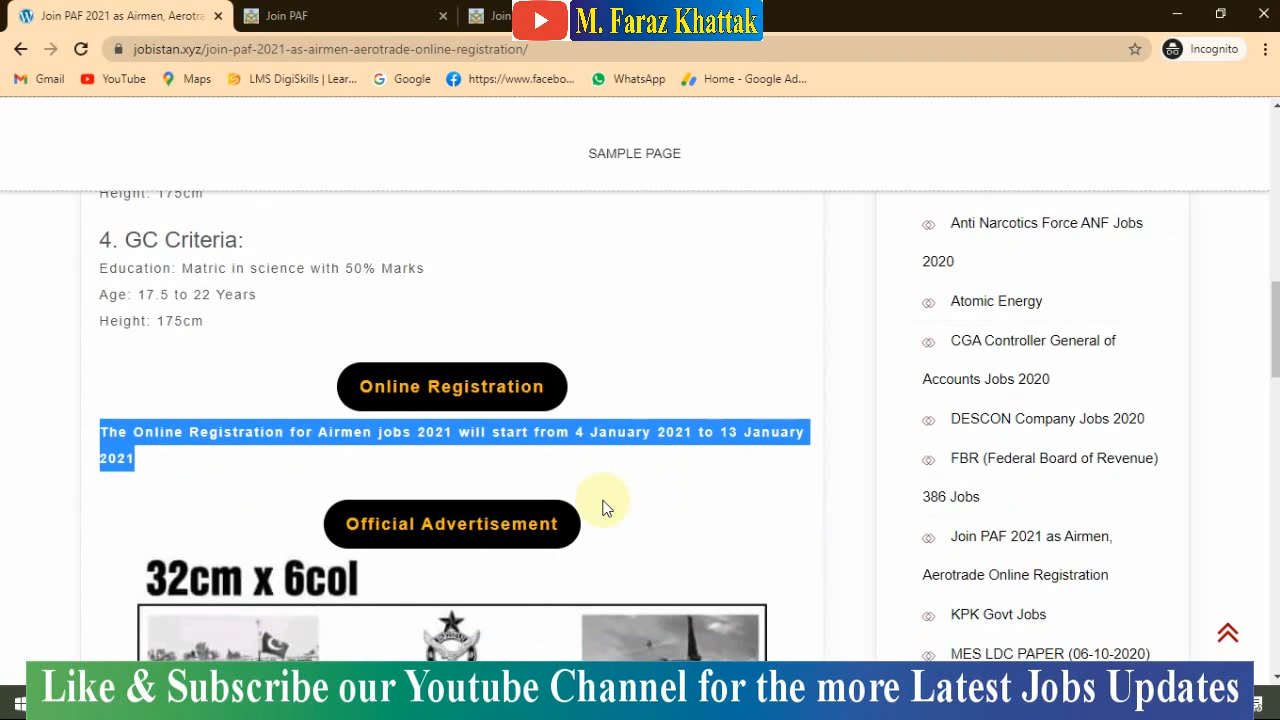 Join PAF 2021 as Airmen, Aerotra
Join PAF
Join
M. Faraz Khattak
jobistan.xyz/join-paf-2021-as-airmen-aerotrade-online-registration/
Incognito
Gmail
YouTube
Maps
LMS DigiSkills | Lear...
Google
https://www.facebo...
WhatsApp
Home - Google Ad...
SAMPLE PAGE
Height: 175cm
4. GC Criteria:
Education: Matric in science with 50% Marks
Age: 17.5 to 22 Years
Height: 175cm
Online Registration
The Online Registration for Airmen jobs 2021 will start from 4 January 2021 to 13 January
2021
Official Advertisement
32cm x 6col
Anti Narcotics Force ANF Jobs
2020
Atomic Energy
CGA Controller General of
Accounts Jobs 2020
DESCON Company Jobs 2020
FBR (Federal Board of Revenue)
386 Jobs
Join PAF 2021 as Airmen,
Aerotrade Online Registration
KPK Govt Jobs
MES LDC PAPER (06-10-2020)
Like & Subscribe our Youtube Channel for the more Latest Jobs Updates